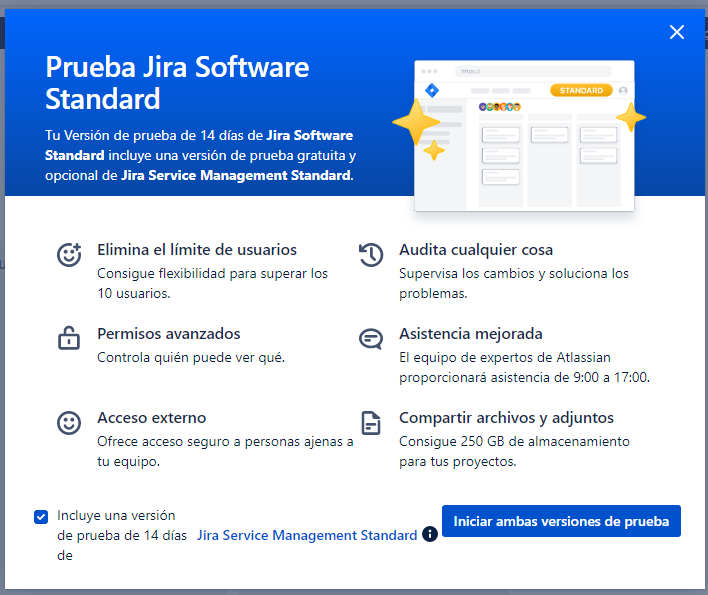 Prueba Jira Software
Standard
Tu Versión de prueba de 14 días de Jira Software
Standard incluye una versión de prueba gratuita y
opcional de Jira Service Management Standard.
https://
STANDARD
Elimina el límite de usuarios
Consigue flexibilidad para superar los
10 usuarios.
Audita cualquier cosa
Supervisa los cambios y soluciona los
problemas.
Permisos avanzados
Controla quién puede ver qué.
Asistencia mejorada
El equipo de expertos de Atlassian
proporcionará asistencia de 9:00 a 17:00.
Acceso externo
Ofrece acceso seguro a personas ajenas a
tu equipo.
Compartir archivos y adjuntos
Consigue 250 GB de almacenamiento
para tus proyectos.
Incluye una versión
de prueba de 14 días
de
Jira Service Management Standard
Iniciar ambas versiones de prueba